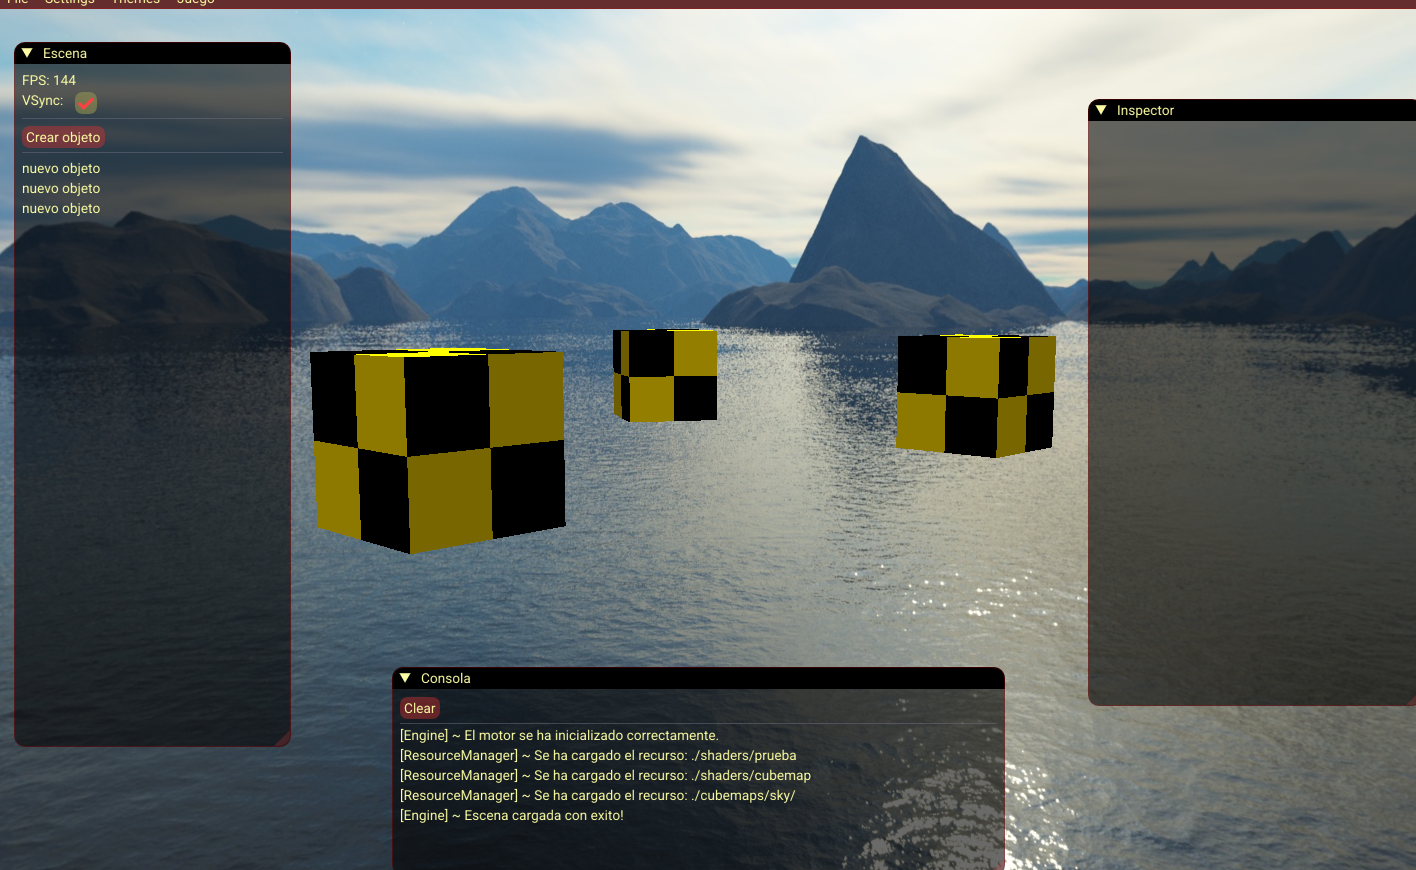 File Settings Themes Juego
Escena
FPS: 144
VSync:
Crear objeto
nuevo objeto
nuevo objeto
nuevo objeto
Inspector
Consola
Clear
[Engine] ~ El motor se ha inicializado correctamente.
[ResourceManager] ~ Se ha cargado el recurso: ./shaders/prueba
[ResourceManager] ~ Se ha cargado el recurso: ./shaders/cubemap
[ResourceManager] ~ Se ha cargado el recurso: ./cubemaps/sky/
[Engine] ~ Escena cargada con exito!